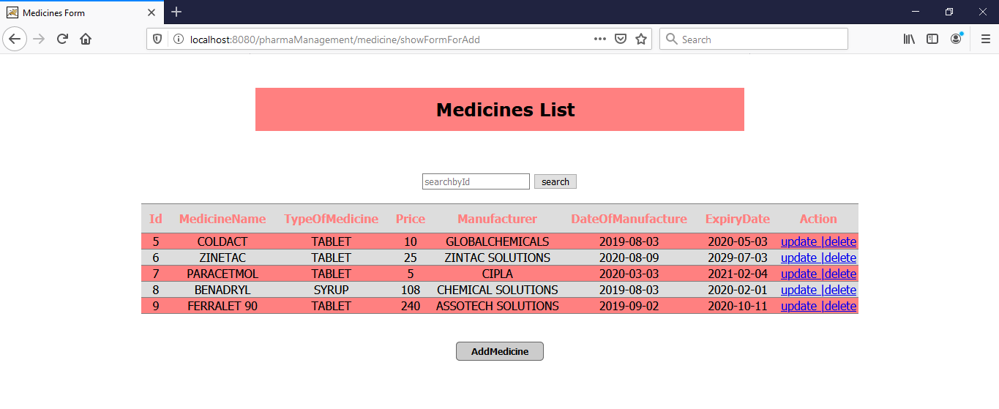 Medicines Form
localhost:8080/pharmaManagement/medicine/showFormForAdd
Search
Medicines List
searchbyId search
Id MedicineName TypeOfMedicine Price Manufacturer DateOfManufacture ExpiryDate Action
5 COLDACT TABLET 10 GLOBALCHEMICALS 2019-08-03 2020-05-03 update |delete
6 ZINETAC TABLET 25 ZINTAC SOLUTIONS 2020-08-09 2029-07-03 update |delete
7 PARACETMOL TABLET 5 CIPLA 2020-03-03 2021-02-04 update |delete
8 BENADRYL SYRUP 108 CHEMICAL SOLUTIONS 2019-08-03 2020-02-01 update |delete
9 FERRALET 90 TABLET 240 ASSOTECH SOLUTIONS 2019-09-02 2020-10-11 update |delete
AddMedicine